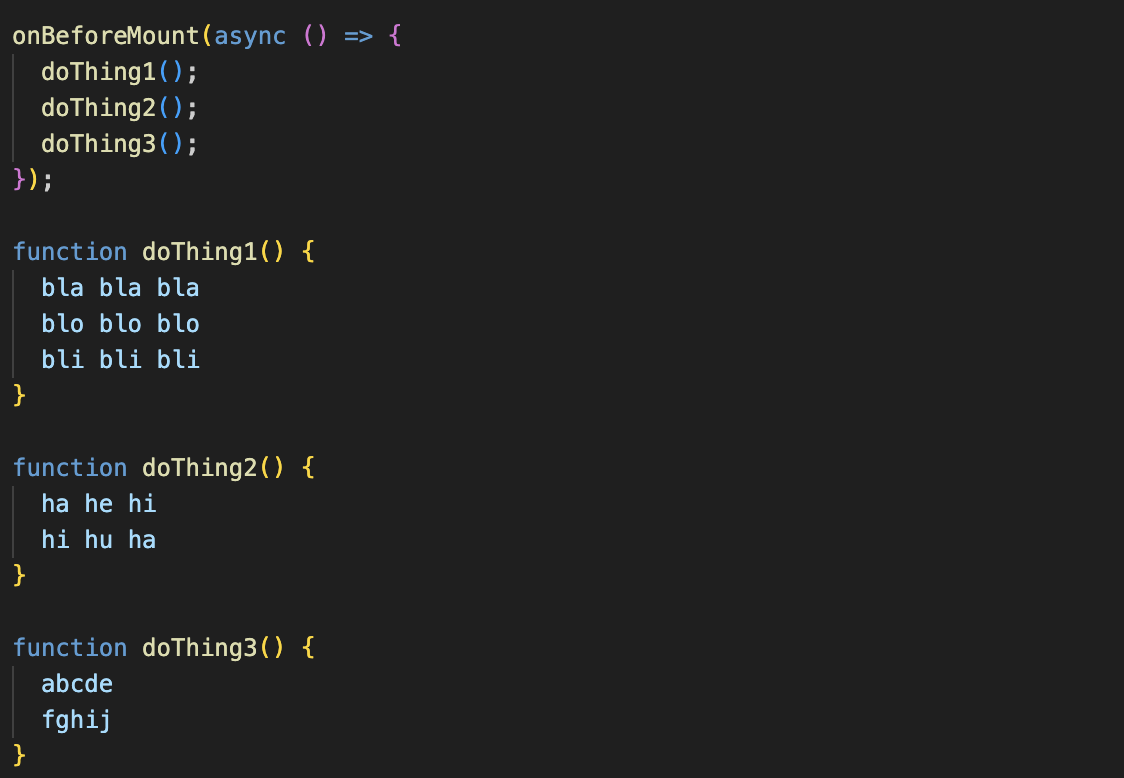 onBeforeMount(async () => {
  doThing1();
  doThing2();
  doThing3();
});

function doThing1() {
  bla bla bla
  blo blo blo
  bli bli bli
}

function doThing2() {
  ha he hi
  hi hu ha
}

function doThing3() {
  abcde
  fghij
}